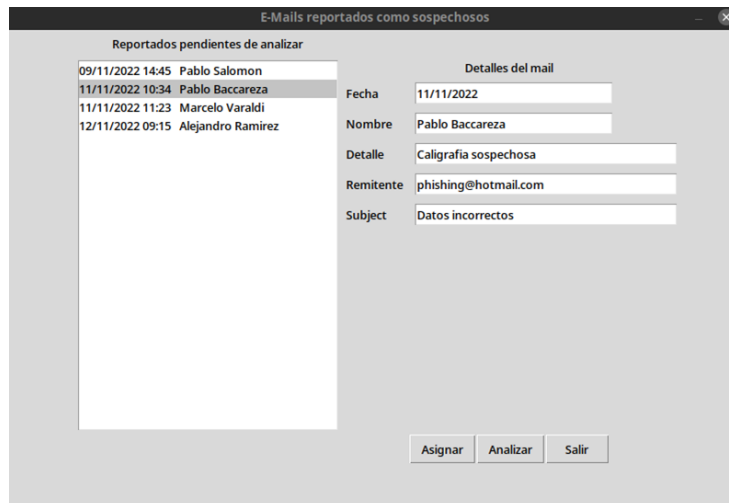 E-Mails reportados como sospechosos
Reportados pendientes de analizar
09/11/2022 14:45 Pablo Salomon
11/11/2022 10:34 Pablo Baccareza
11/11/2022 11:23 Marcelo Varaldi
12/11/2022 09:15 Alejandro Ramirez
Detalles del mail
Fecha 11/11/2022
Nombre Pablo Baccareza
Detalle Caligrafia sospechosa
Remitente phishing@hotmail.com
Subject Datos incorrectos
Asignar Analizar Salir